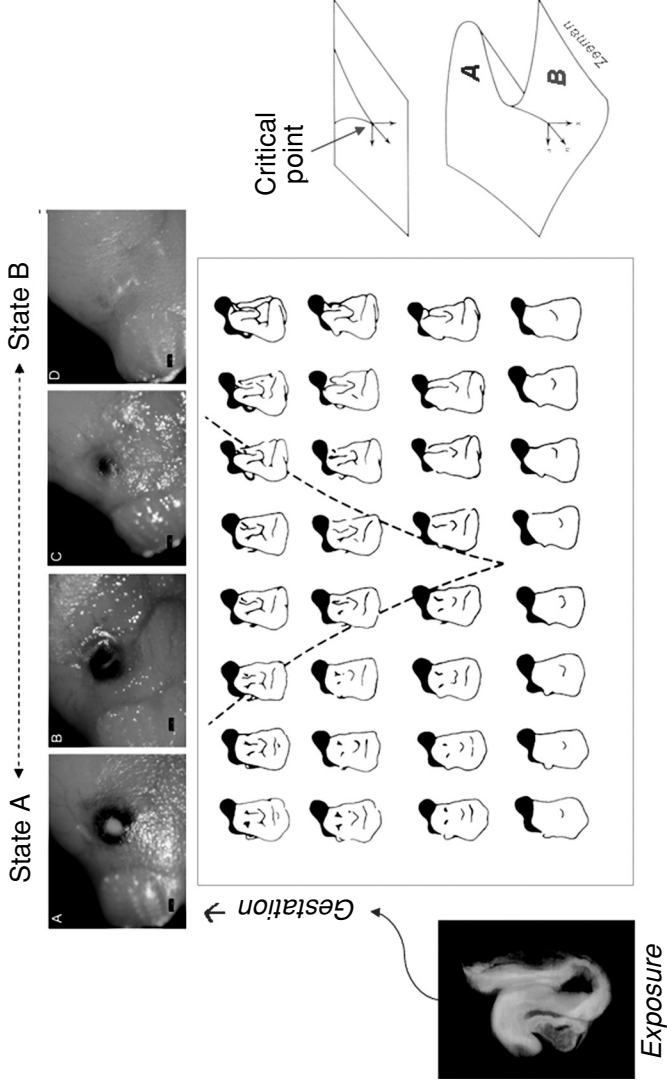 State A
State B
A
B
C
D
Gestation
Exposure
Critical
point
A
B
Zeeman